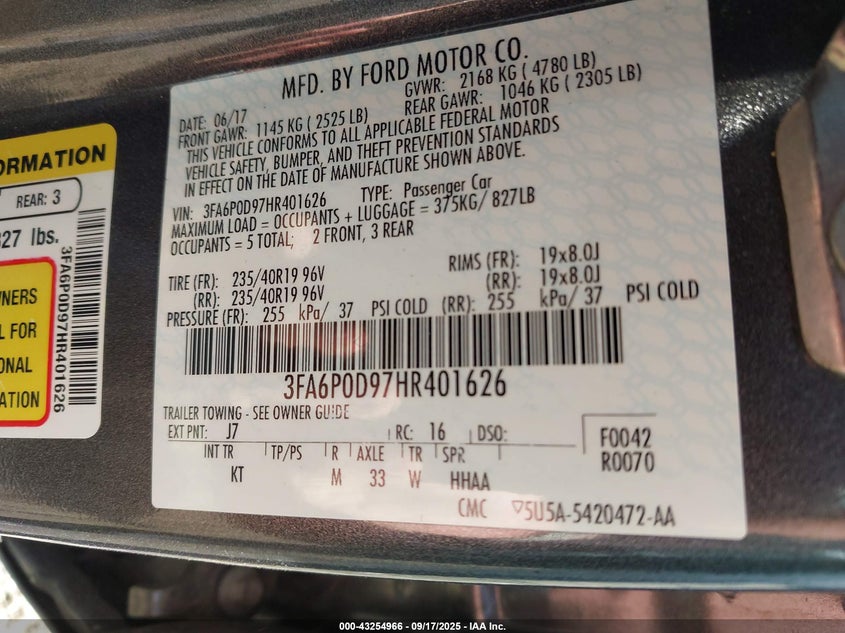 MFD. BY FORD MOTOR CO.
DATE: 06/17 GVWR: 2168 KG ( 4780 LB)
FRONT GAWR: 1145 KG ( 2525 LB) REAR GAWR: 1046 KG ( 2305 LB)
THIS VEHICLE CONFORMS TO ALL APPLICABLE FEDERAL MOTOR
VEHICLE SAFETY, BUMPER, AND THEFT PREVENTION STANDARDS
IN EFFECT ON THE DATE OF MANUFACTURE SHOWN ABOVE.
VIN: 3FA6P0D97HR401626 TYPE: Passenger Car
MAXIMUM LOAD = OCCUPANTS + LUGGAGE = 375KG/ 827LB
OCCUPANTS = 5 TOTAL; 2 FRONT, 3 REAR
TIRE (FR): 235/40R19 96V RIMS (FR): 19x8.0J
(RR): 235/40R19 96V (RR): 19x8.0J
PRESSURE (FR): 255 kPa/ 37 PSI COLD (RR): 255 kPa/ 37 PSI COLD
3FA6P0D97HR401626
TRAILER TOWING - SEE OWNER GUIDE
EXT PNT: J7 RC: 16 DSO: F0042
R0070
INT TR TP/PS R AXLE TR SPR
KT M 33 W HHAA
CMC 5U5A-5420472-AA
ORMATION
REAR: 3
27 lbs.
3FA6P0D97HR401626
WNERS
L FOR
ONAL
ATION
000-43254966 - 09/17/2025 - IAA Inc.